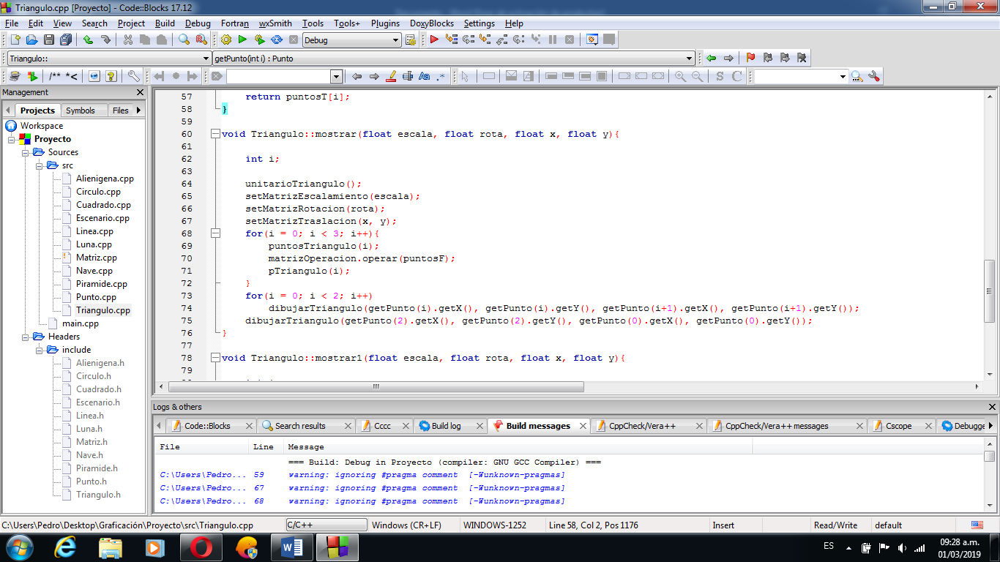 Triangulo.cpp [Proyecto] - Code::Blocks 17.12
File Edit View Search Project Build Debug Fortran wxSmith Tools Tools+ Plugins DoxyBlocks Settings Help
Debug
Triangulo:: getPunto(int i) : Punto
/** *< Aa .* S C
Management
Projects Symbols Files
Workspace
Proyecto
Sources
src
Alienigena.cpp
Circulo.cpp
Cuadrado.cpp
Escenario.cpp
Linea.cpp
Luna.cpp
Matriz.cpp
Nave.cpp
Piramide.cpp
Punto.cpp
Triangulo.cpp
main.cpp
Headers
include
Alienigena.h
Circulo.h
Cuadrado.h
Escenario.h
Linea.h
Luna.h
Matriz.h
Nave.h
Piramide.h
Punto.h
Triangulo.h
57 return puntosT[i];
58 }
59
60 void Triangulo::mostrar(float escala, float rota, float x, float y){
61
62 int i;
63
64 unitarioTriangulo();
65 setMatrizEscalamiento(escala);
66 setMatrizRotacion(rota);
67 setMatrizTraslacion(x, y);
68 for(i = 0; i < 3; i++){
69 puntosTriangulo(i);
70 matrizOperacion.operar(puntosF);
71 pTriangulo(i);
72 }
73 for(i = 0; i < 2; i++)
74 dibujarTriangulo(getPunto(i).getX(), getPunto(i).getY(), getPunto(i+1).getX(), getPunto(i+1).getY());
75 dibujarTriangulo(getPunto(2).getX(), getPunto(2).getY(), getPunto(0).getX(), getPunto(0).getY());
76 }
77
78 void Triangulo::mostrar1(float escala, float rota, float x, float y){
79
Logs & others
Code::Blocks Search results Cccc Build log Build messages CppCheck/Vera++ CppCheck/Vera++ messages Cscope Debugge
File Line Message
=== Build: Debug in Proyecto (compiler: GNU GCC Compiler) ===
C:\Users\Pedro... 59 warning: ignoring #pragma comment [-Wunknown-pragmas]
C:\Users\Pedro... 67 warning: ignoring #pragma comment [-Wunknown-pragmas]
C:\Users\Pedro... 68 warning: ignoring #pragma comment [-Wunknown-pragmas]
C:\Users\Pedro\Desktop\Graficación\Proyecto\src\Triangulo.cpp C/C++ Windows (CR+LF) WINDOWS-1252 Line 58, Col 2, Pos 1176 Insert Read/Write default
ES 09:28 a.m.
01/03/2019